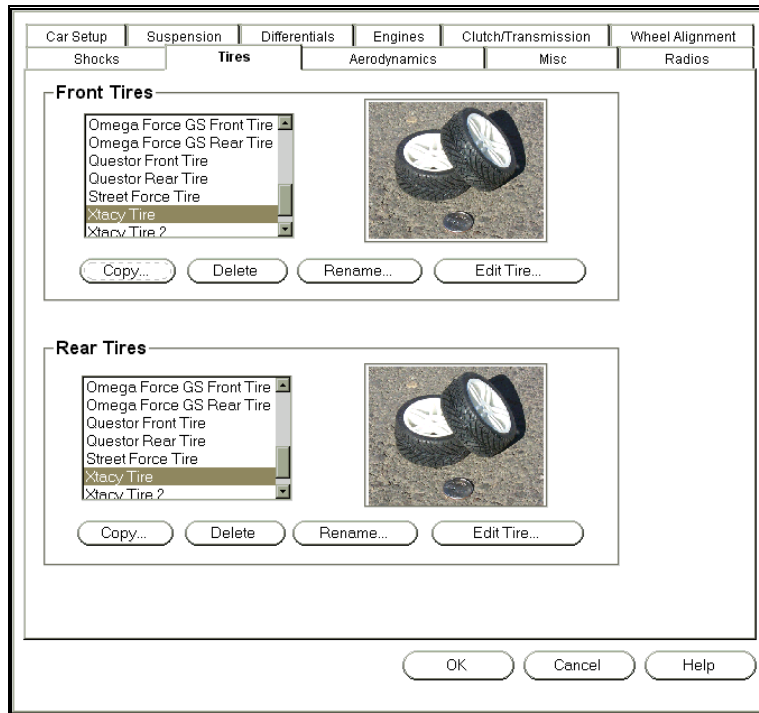 Car Setup Suspension Differentials Engines Clutch/Transmission Wheel Alignment
Shocks Tires Aerodynamics Misc Radios
Front Tires
Omega Force GS Front Tire
Omega Force GS Rear Tire
Questor Front Tire
Questor Rear Tire
Street Force Tire
Xtacy Tire
Xtacy Tire 2
Copy... Delete Rename... Edit Tire...
Rear Tires
Omega Force GS Front Tire
Omega Force GS Rear Tire
Questor Front Tire
Questor Rear Tire
Street Force Tire
Xtacy Tire
Xtacy Tire 2
Copy... Delete Rename... Edit Tire...
OK Cancel Help